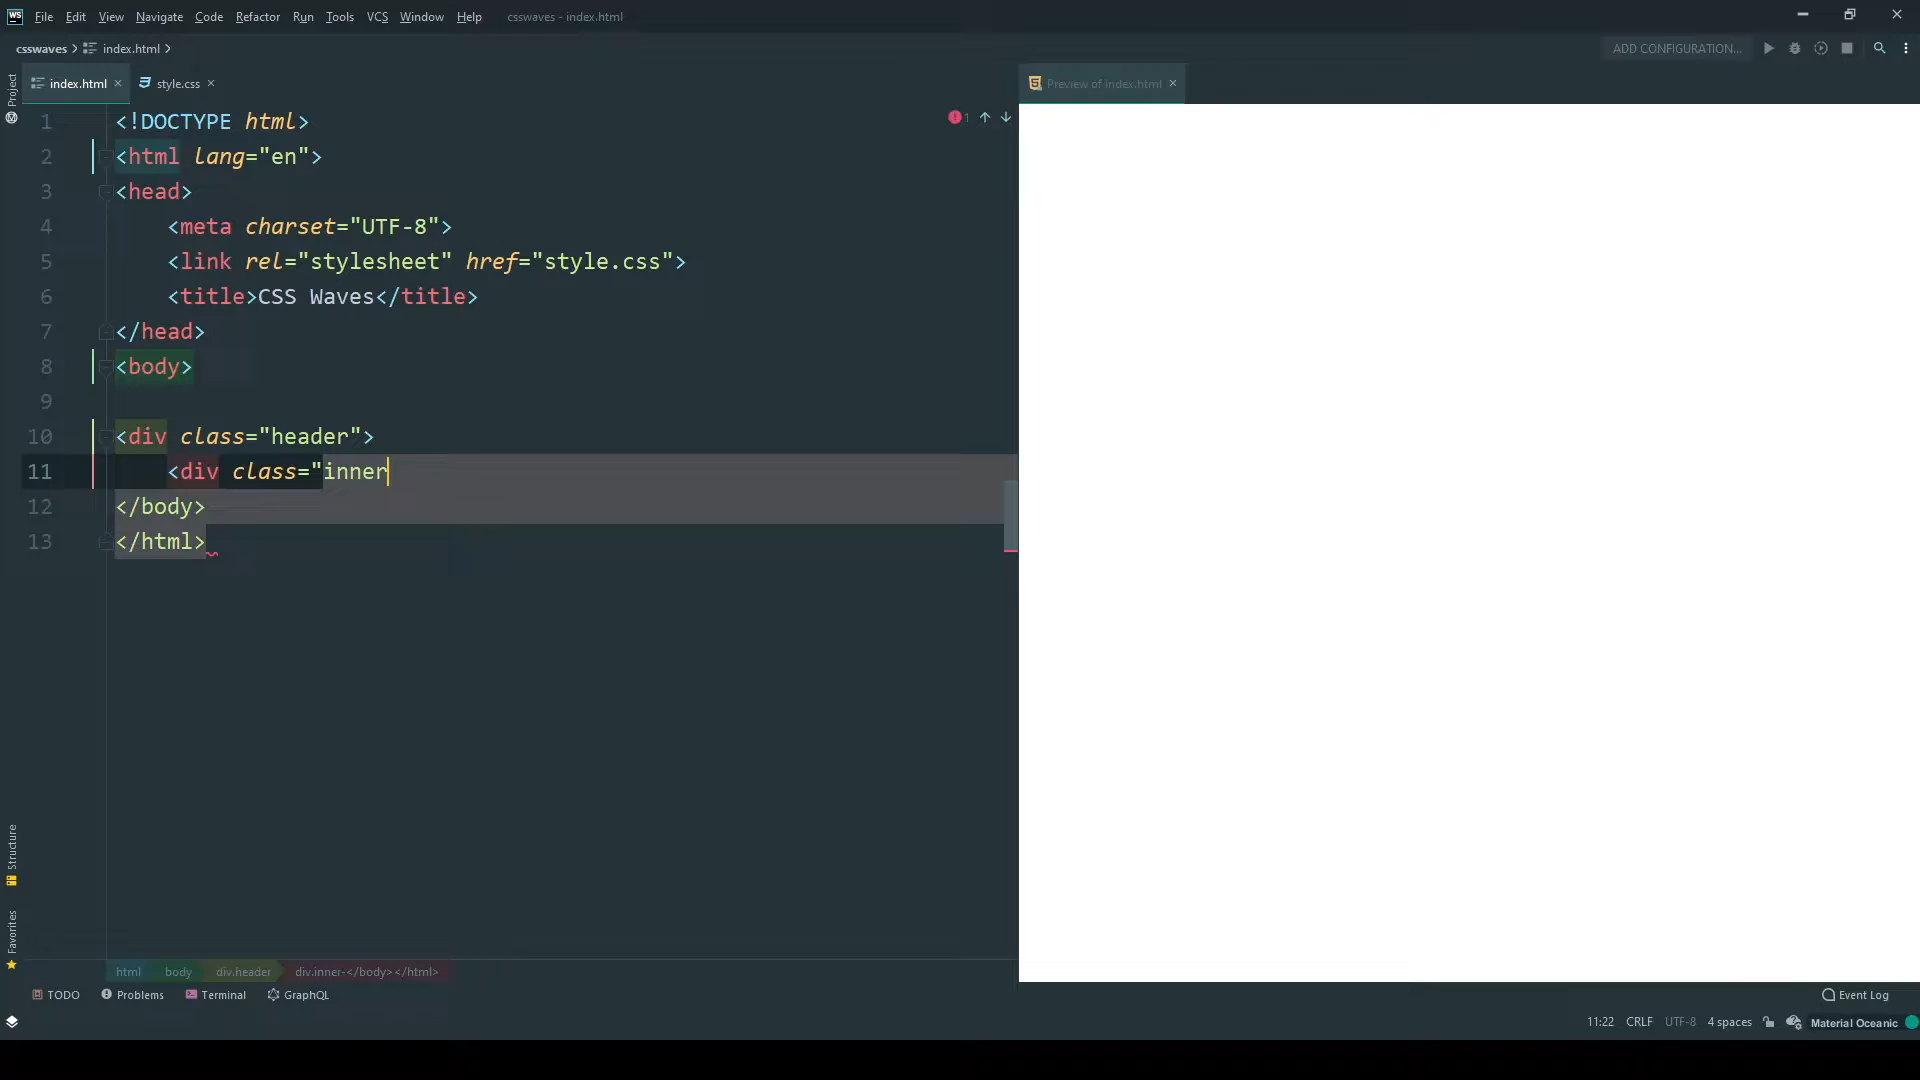 WS File Edit View Navigate Code Refactor Run Tools VCS Window Help csswaves - index.html
csswaves index.html ADD CONFIGURATION...
Project
index.html style.css Preview of index.html
1 <!DOCTYPE html> 1
2 <html lang="en">
3 <head>
4 <meta charset="UTF-8">
5 <link rel="stylesheet" href="style.css">
6 <title>CSS Waves</title>
7 </head>
8 <body>
9
10 <div class="header">
11 <div class="inner
12 </body>
13 </html>
Structure
Favorites
html body div.header div.inner-</body></html>
TODO Problems Terminal GraphQL Event Log
11:22 CRLF UTF-8 4 spaces Material Oceanic